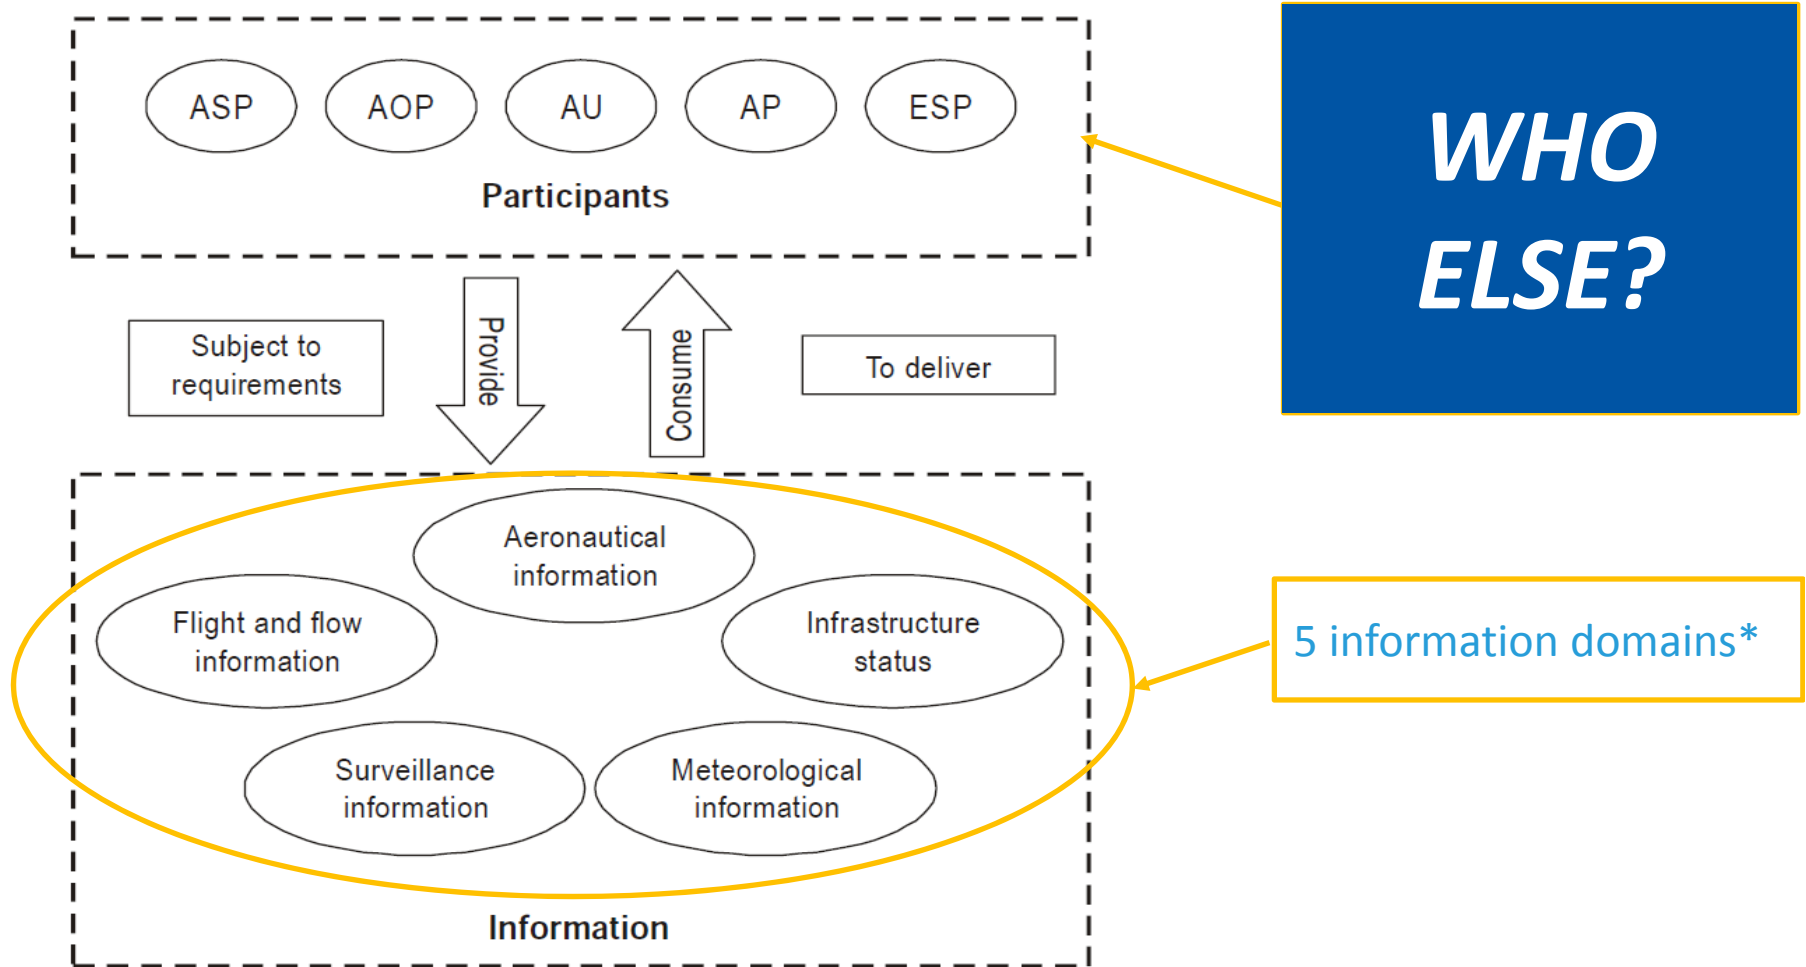 ASP
AOP
AU
AP
ESP
Participants
WHO
ELSE?
Subject to
requirements
Provide
Consume
To deliver
Aeronautical
information
Flight and flow
information
Infrastructure
status
5 information domains*
Surveillance
information
Meteorological
information
Information